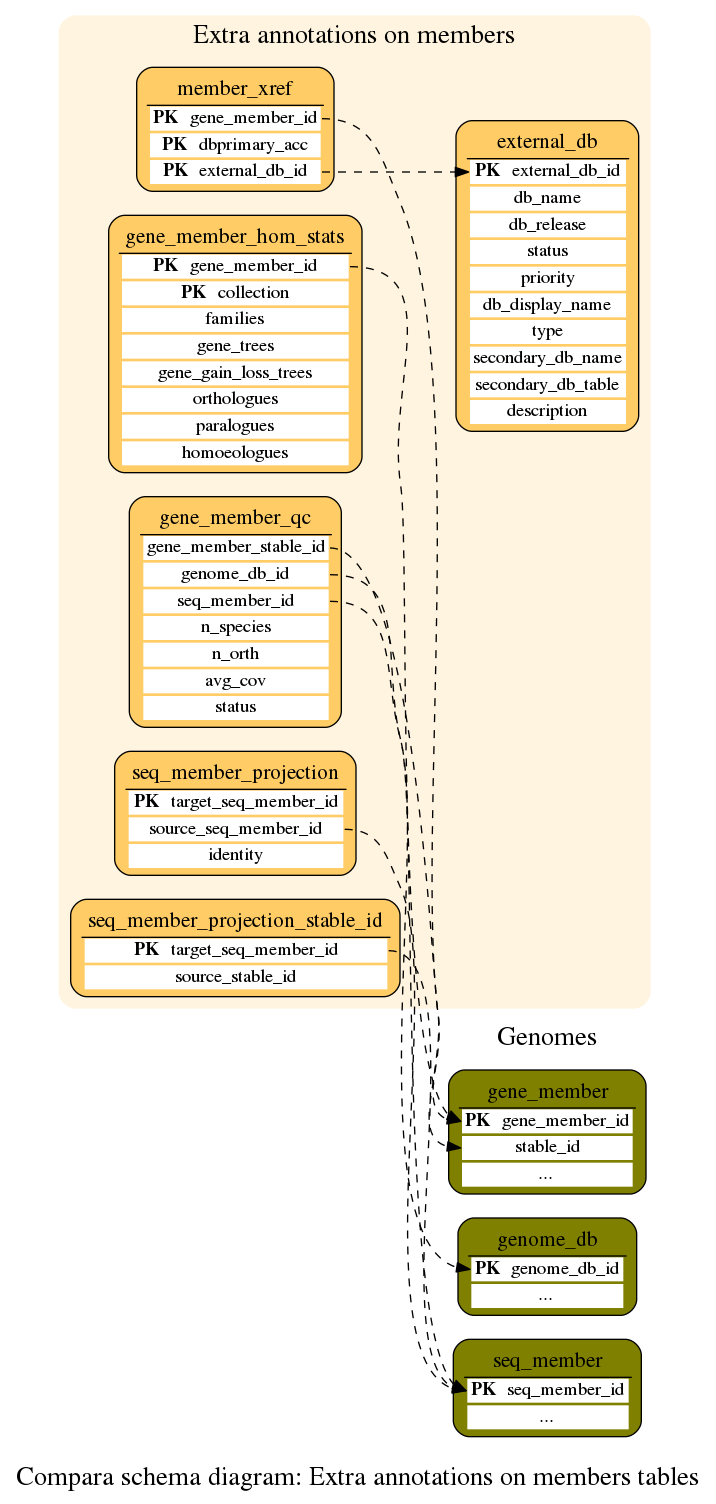 Extra annotations on members
member_xref
PK gene_member_id
PK dbprimary_acc
PK external_db_id
external_db
PK external_db_id
db_name
db_release
status
priority
db_display_name
type
secondary_db_name
secondary_db_table
description
gene_member_hom_stats
PK gene_member_id
PK collection
families
gene_trees
gene_gain_loss_trees
orthologues
paralogues
homoeologues
gene_member_qc
gene_member_stable_id
genome_db_id
seq_member_id
n_species
n_orth
avg_cov
status
seq_member_projection
PK target_seq_member_id
source_seq_member_id
identity
seq_member_projection_stable_id
PK target_seq_member_id
source_stable_id
Genomes
gene_member
PK gene_member_id
stable_id
...
genome_db
PK genome_db_id
...
seq_member
PK seq_member_id
...
Compara schema diagram: Extra annotations on members tables